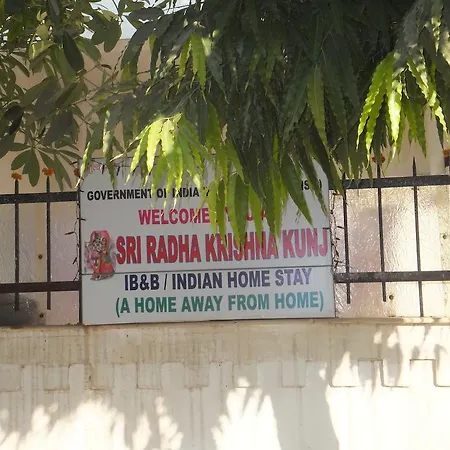 GOVERNMENT OF INDIA
WELCOME
SRI RADHA KRISHNA KUNJ
IB&B / INDIAN HOME STAY
(A HOME AWAY FROM HOME)